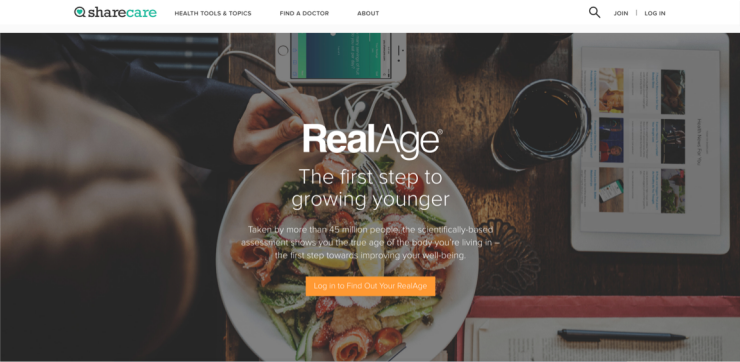 sharecare HEALTH TOOLS & TOPICS FIND A DOCTOR ABOUT JOIN | LOG IN
RealAge®
The first step to
growing younger
Taken by more than 45 million people, the scientifically-based
assessment shows you the true age of the body you're living in –
the first step towards improving your well-being.
Log in to Find Out Your RealAge